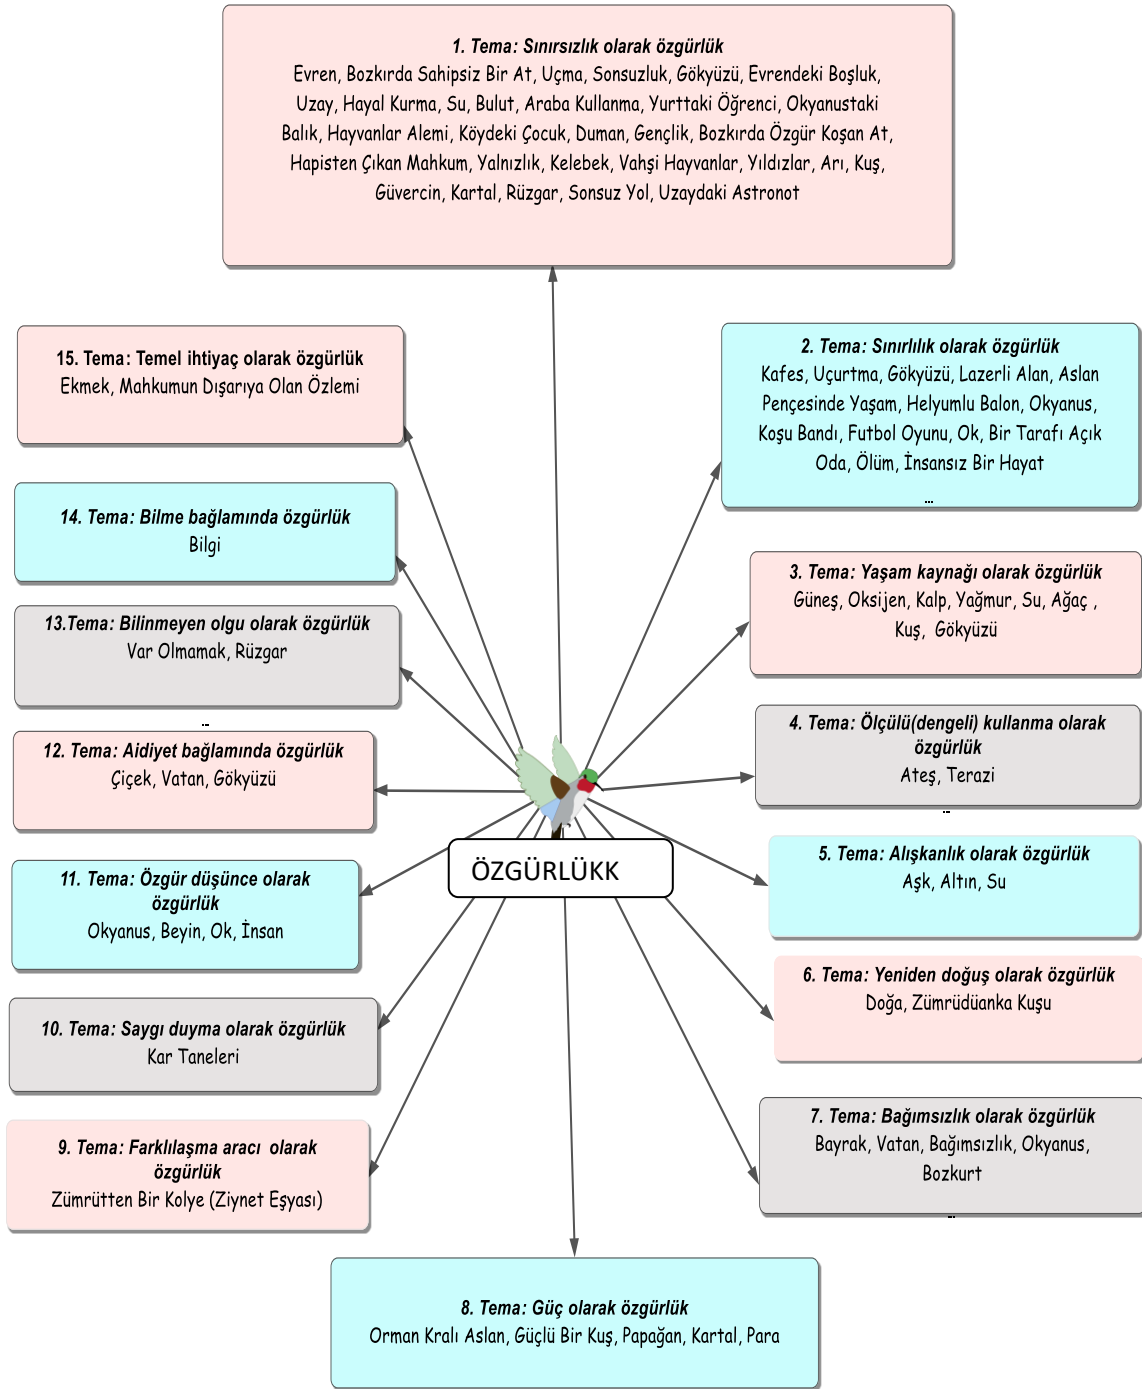 1. Tema: Sınırsızlık olarak özgürlük
Evren, Bozkırda Sahipsiz Bir At, Uçma, Sonsuzluk, Gökyüzü, Evrendeki Boşluk,
Uzay, Hayal Kurma, Su, Bulut, Araba Kullanma, Yurttaki Öğrenci, Okyanustaki
Balık, Hayvanlar Alemi, Köydeki Çocuk, Duman, Gençlik, Bozkırda Özgür Koşan At,
Hapisten Çıkan Mahkum, Yalnızlık, Kelebek, Vahşi Hayvanlar, Yıldızlar, Arı, Kuş,
Güvercin, Kartal, Rüzgar, Sonsuz Yol, Uzaydaki Astronot
2. Tema: Sınırlılık olarak özgürlük
Kafes, Uçurtma, Gökyüzü, Lazerli Alan, Aslan
Pençesinde Yaşam, Helyumlu Balon, Okyanus,
Koşu Bandı, Futbol Oyunu, Ok, Bir Tarafı Açık
Oda, Ölüm, İnsansız Bir Hayat
...
3. Tema: Yaşam kaynağı olarak özgürlük
Güneş, Oksijen, Kalp, Yağmur, Su, Ağaç ,
Kuş, Gökyüzü
4. Tema: Ölçülü(dengeli) kullanma olarak
özgürlük
Ateş, Terazi
...
5. Tema: Alışkanlık olarak özgürlük
Aşk, Altın, Su
6. Tema: Yeniden doğuş olarak özgürlük
Doğa, Zümrüdüanka Kuşu
7. Tema: Bağımsızlık olarak özgürlük
Bayrak, Vatan, Bağımsızlık, Okyanus,
Bozkurt
...
8. Tema: Güç olarak özgürlük
Orman Kralı Aslan, Güçlü Bir Kuş, Papağan, Kartal, Para
9. Tema: Farklılaşma aracı olarak
özgürlük
Zümrütten Bir Kolye (Ziynet Eşyası)
10. Tema: Saygı duyma olarak özgürlük
Kar Taneleri
11. Tema: Özgür düşünce olarak
özgürlük
Okyanus, Beyin, Ok, İnsan
12. Tema: Aidiyet bağlamında özgürlük
Çiçek, Vatan, Gökyüzü
13.Tema: Bilinmeyen olgu olarak özgürlük
Var Olmamak, Rüzgar
...
14. Tema: Bilme bağlamında özgürlük
Bilgi
15. Tema: Temel ihtiyaç olarak özgürlük
Ekmek, Mahkumun Dışarıya Olan Özlemi
ÖZGÜRLÜKK